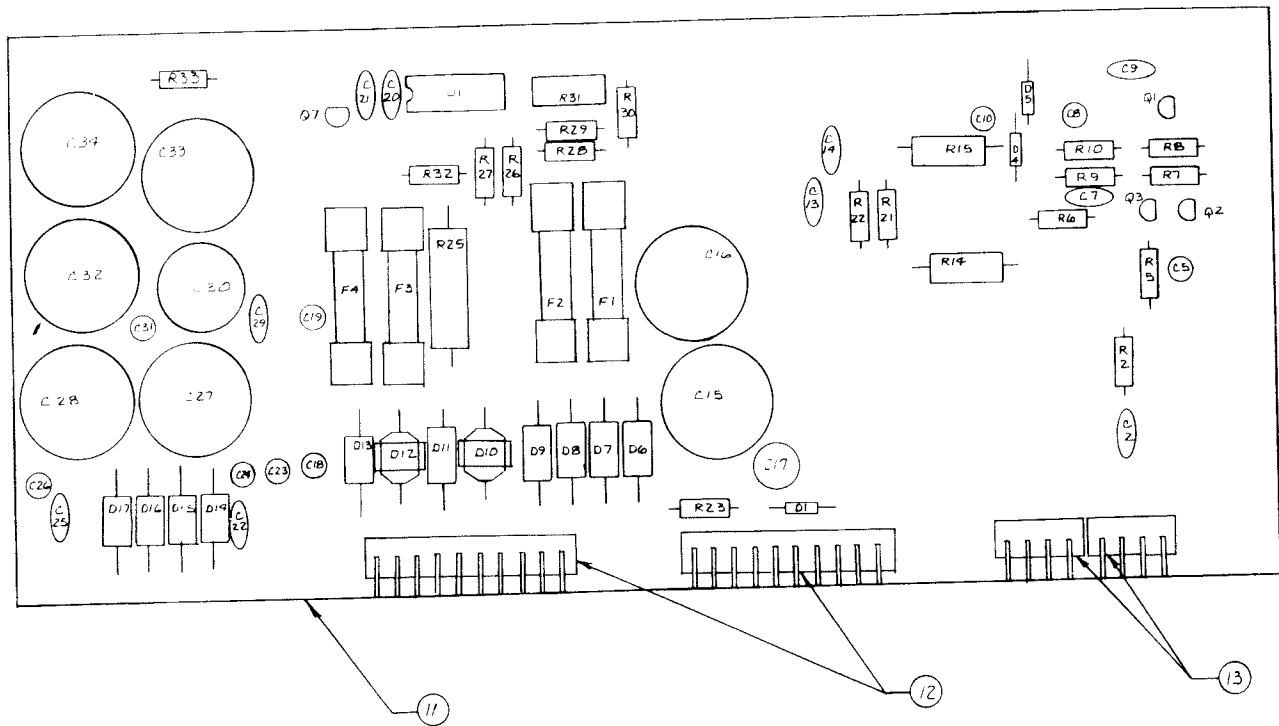 R33
C21
C20
U1
R31
R30
Q7
R29
R28
R32
R27
R26
C34
C33
C32
C30
C31
C29
C19
F4
F3
R25
F2
F1
C16
C15
C17
C28
C27
C26
C25
D17
D16
D15
D14
C22
C24
C23
C18
D13
D12
D11
D10
D9
D8
D7
D6
R23
D1
C14
C13
R22
R21
R15
R14
C10
D5
D4
C8
C9
Q1
R10
R8
R9
R7
C7
R6
Q3
Q2
R5
C5
R2
C2
11
12
13